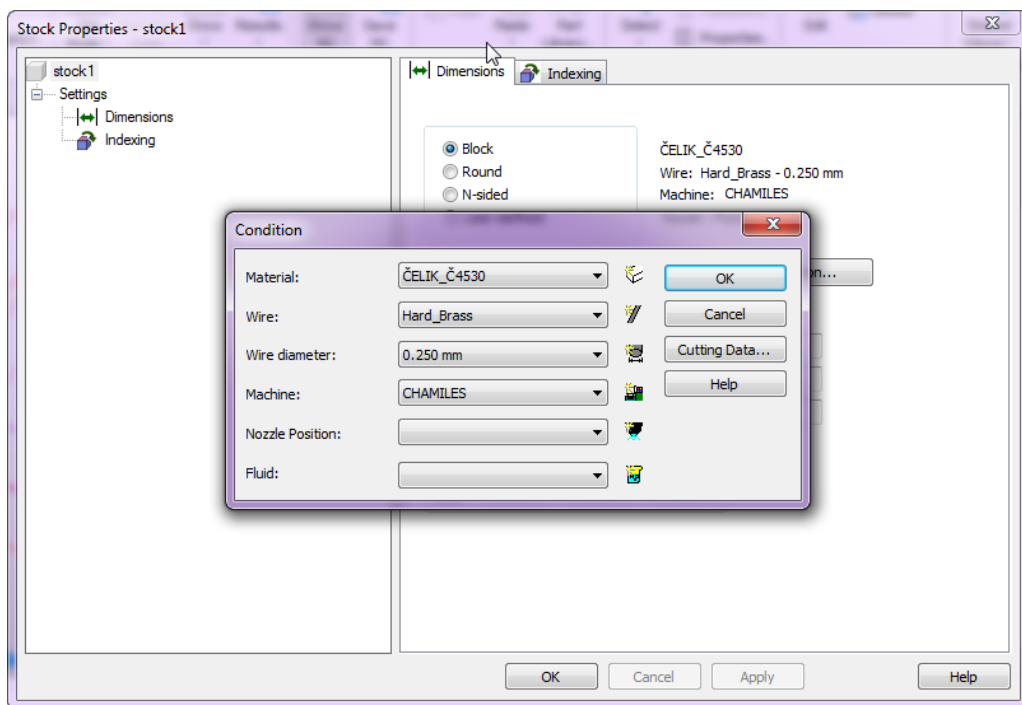 Stock Properties - stock1
stock1
Settings
Dimensions
Indexing
Dimensions
Indexing
Block
Round
N-sided
ČELIK_Č4530
Wire: Hard_Brass - 0.250 mm
Machine: CHAMILES
Condition
Material: ČELIK_Č4530
Wire: Hard_Brass
Wire diameter: 0.250 mm
Machine: CHAMILES
Nozzle Position:
Fluid:
OK
Cancel
Cutting Data...
Help
OK Cancel Apply Help